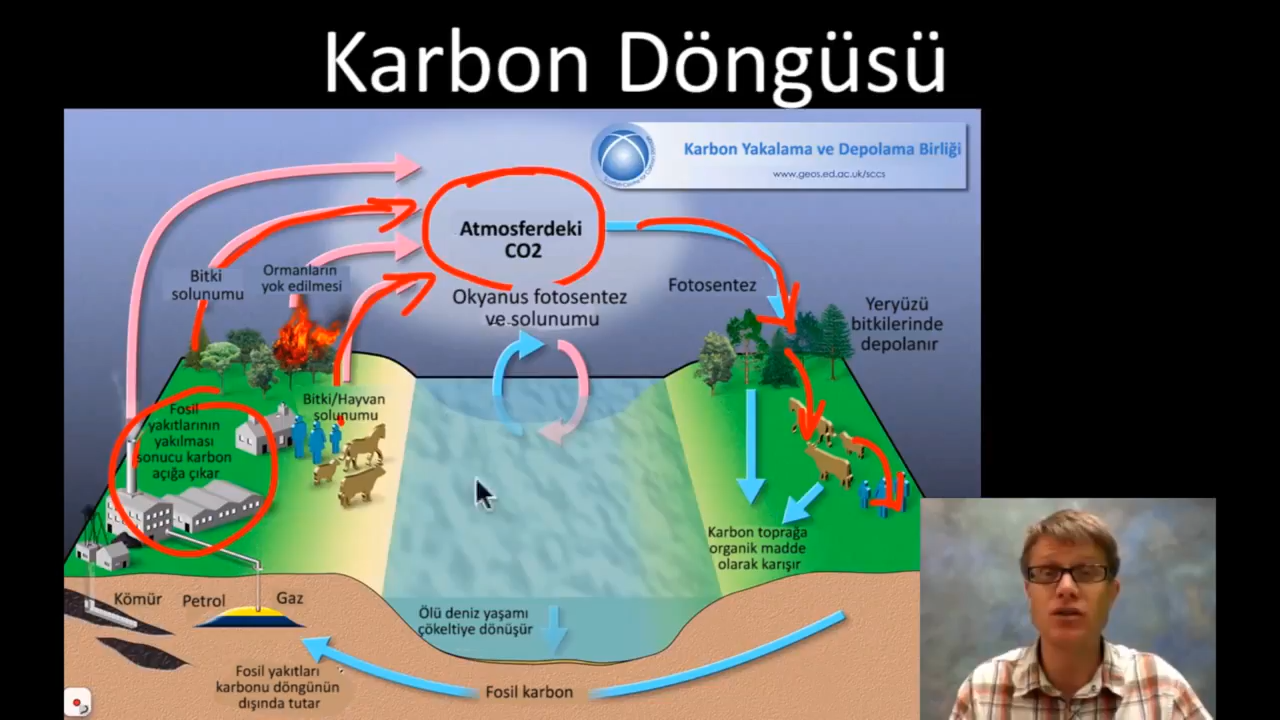 Karbon Döngüsü
Karbon Yakalama ve Depolama Birliği
www.geos.ed.ac.uk/sccs
Atmosferdeki
CO2
Bitki
solunumu
Ormanların
yok edilmesi
Okyanus fotosentez
ve solunumu
Fotosentez
Yeryüzü
bitkilerinde
depolanır
Fosil
yakıtlarının
yakılması
sonucu karbon
açığa çıkar
Bitki/Hayvan
solunumu
Karbon toprağa
organik madde
olarak karışır
Kömür
Petrol
Gaz
Ölü deniz yaşamı
çökeltiye dönüşür
Fosil yakıtları
karbonu döngünün
dışında tutar
Fosil karbon